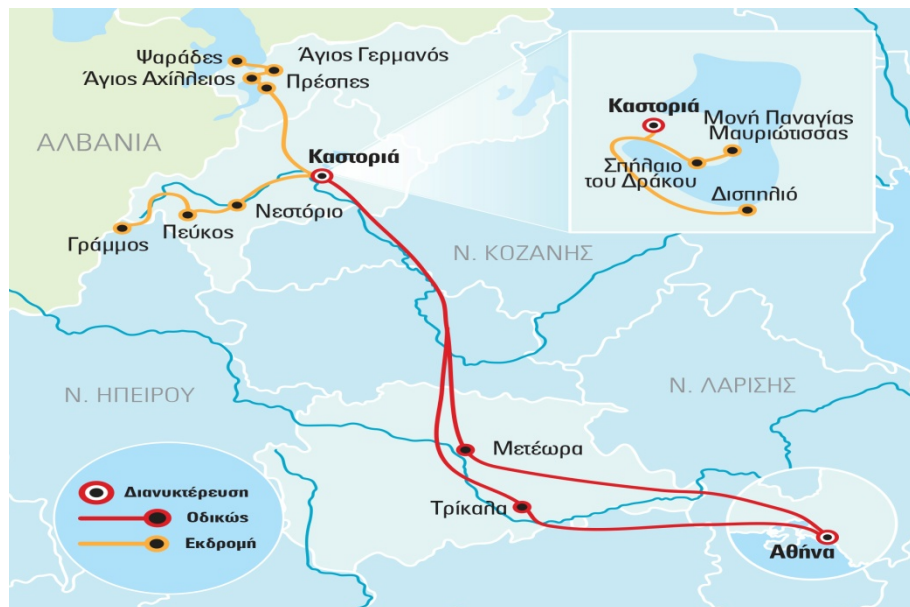 Ψαράδες
Άγιος Γερμανός
Άγιος Αχίλλειος
Πρέσπες
ΑΛΒΑΝΙΑ
Καστοριά
Νεστόριο
Πεύκος
Γράμμος
Καστοριά
Μονή Παναγίας
Μαυριώτισσας
Σπήλαιο
του Δράκου
Δισπηλιό
Ν. ΚΟΖΑΝΗΣ
Ν. ΗΠΕΙΡΟΥ
Ν. ΛΑΡΙΣΗΣ
Μετέωρα
Τρίκαλα
Αθήνα
Διανυκτέρευση
Οδικώς
Εκδρομή